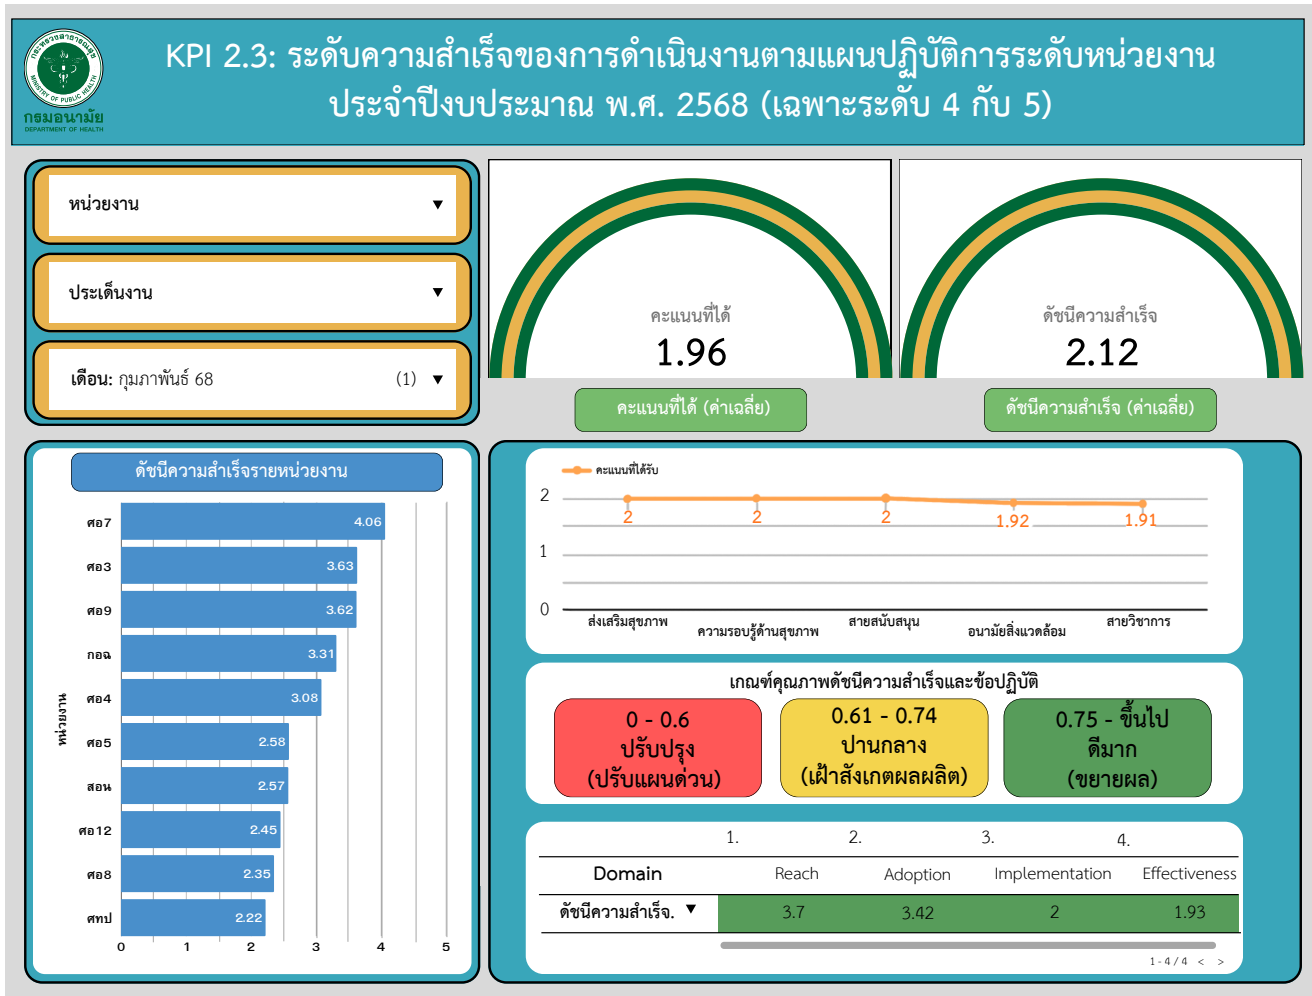 กระทรวงสาธารณสุข
MINISTRY OF PUBLIC HEALTH
กรมอนามัย
DEPARTMENT OF HEALTH
KPI 2.3: ระดับความสำเร็จของการดำเนินงานตามแผนปฏิบัติการระดับหน่วยงาน
ประจำปีงบประมาณ พ.ศ. 2568 (เฉพาะระดับ 4 กับ 5)
หน่วยงาน
ประเด็นงาน
เดือน: กุมภาพันธ์ 68 (1)
คะแนนที่ได้
1.96
คะแนนที่ได้ (ค่าเฉลี่ย)
ดัชนีความสำเร็จ
2.12
ดัชนีความสำเร็จ (ค่าเฉลี่ย)
ดัชนีความสำเร็จรายหน่วยงาน
หน่วยงาน
ศอ7 4.06
ศอ3 3.63
ศอ9 3.62
กอฉ 3.31
ศอ4 3.08
ศอ5 2.58
สอน 2.57
ศอ12 2.45
ศอ8 2.35
ศทป 2.22
0 1 2 3 4 5
คะแนนที่ได้รับ
2
1
0
2 2 2 1.92 1.91
ส่งเสริมสุขภาพ ความรอบรู้ด้านสุขภาพ สายสนับสนุน อนามัยสิ่งแวดล้อม สายวิชาการ
เกณฑ์คุณภาพดัชนีความสำเร็จและข้อปฏิบัติ
0 - 0.6
ปรับปรุง
(ปรับแผนด่วน)
0.61 - 0.74
ปานกลาง
(เฝ้าสังเกตผลผลิต)
0.75 - ขึ้นไป
ดีมาก
(ขยายผล)
1. 2. 3. 4.
Domain Reach Adoption Implementation Effectiveness
ดัชนีความสำเร็จ. 3.7 3.42 2 1.93
1 - 4 / 4 < >